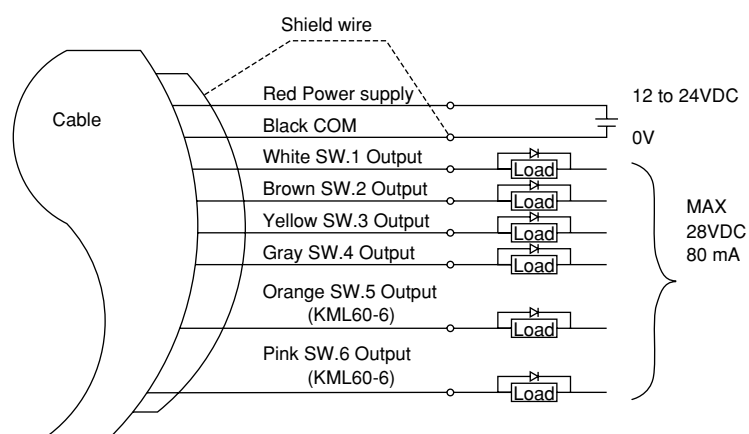 Shield wire
Cable
Red Power supply
12 to 24VDC
Black COM
0V
White SW.1 Output
Load
Brown SW.2 Output
Load
Yellow SW.3 Output
Load
Gray SW.4 Output
Load
MAX
28VDC
80 mA
Orange SW.5 Output
(KML60-6)
Load
Pink SW.6 Output
(KML60-6)
Load